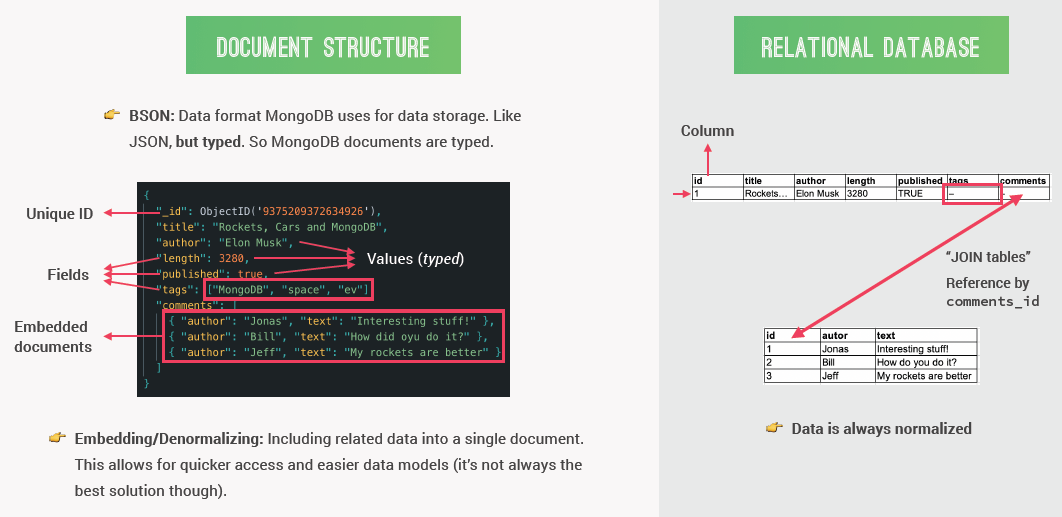 DOCUMENT STRUCTURE
BSON: Data format MongoDB uses for data storage. Like
JSON, but typed. So MongoDB documents are typed.
{
"_id": ObjectID('9375209372634926'),
"title": "Rockets, Cars and MongoDB",
"author": "Elon Musk",
"length": 3280,
"published": true,
"tags": ["MongoDB", "space", "ev"]
"comments": [
{ "author": "Jonas", "text": "Interesting stuff!" },
{ "author": "Bill", "text": "How did oyu do it?" },
{ "author": "Jeff", "text": "My rockets are better" }
]
}
Unique ID
Fields
Embedded
documents
Values (typed)
Embedding/Denormalizing: Including related data into a single document.
This allows for quicker access and easier data models (it's not always the
best solution though).
RELATIONAL DATABASE
Column
id title author length published tags comments
1 Rockets… Elon Musk 3280 TRUE –
"JOIN tables"
Reference by
comments_id
id autor text
1 Jonas Interesting stuff!
2 Bill How do you do it?
3 Jeff My rockets are better
Data is always normalized